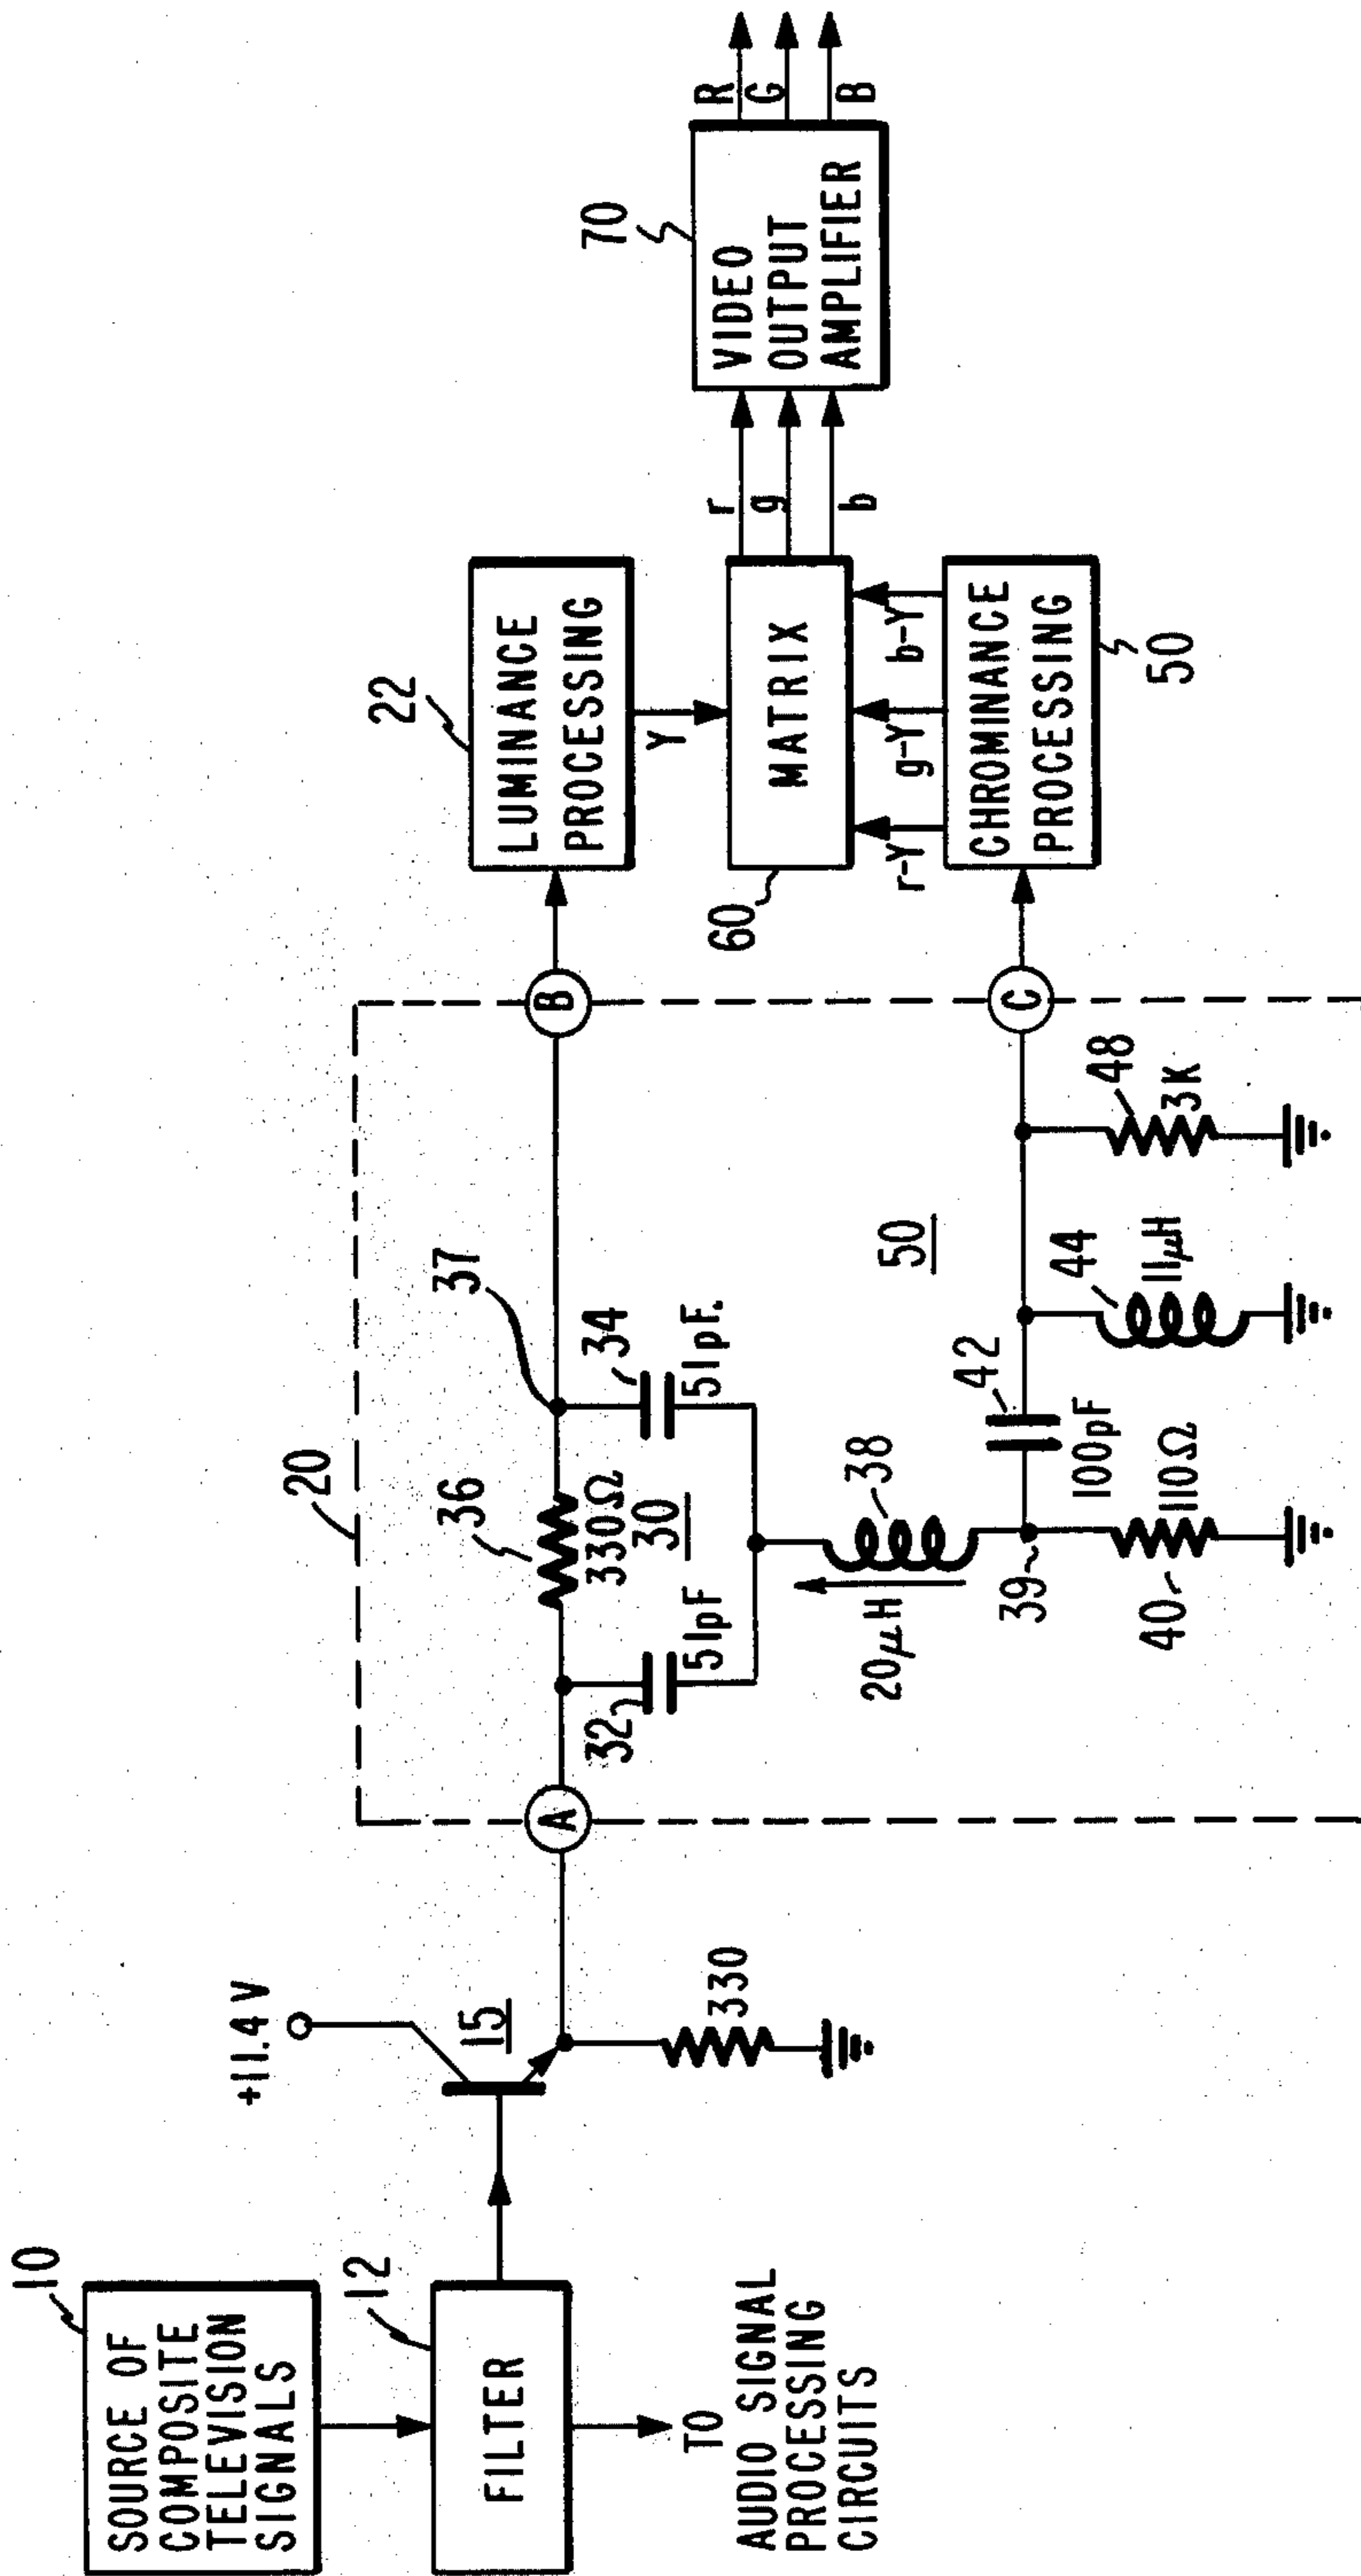 10
SOURCE OF
COMPOSITE
TELEVISION
SIGNALS
12
FILTER
TO
AUDIO SIGNAL
PROCESSING
CIRCUITS
+11.4 V
15
330
A
20
36
330Ω
30
37
32
51pF
34
51pF.
38
20μH
39
40
110Ω
42
100pF
50
44
11μH
48
3K
B
C
22
LUMINANCE
PROCESSING
Y
60
MATRIX
r-Y
g-Y
b-Y
CHROMINANCE
PROCESSING
50
r
g
b
70
VIDEO
OUTPUT
AMPLIFIER
R
G
B